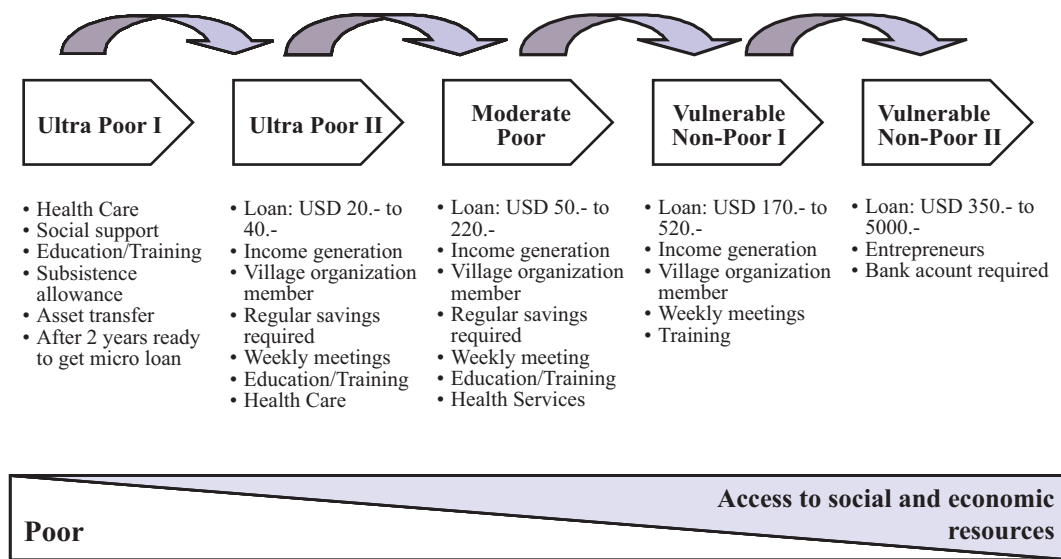 Ultra Poor I
Ultra Poor II
Moderate
Poor
Vulnerable
Non-Poor I
Vulnerable
Non-Poor II
• Health Care
• Social support
• Education/Training
• Subsistence
allowance
• Asset transfer
• After 2 years ready
to get micro loan
• Loan: USD 20.- to
40.-
• Income generation
• Village organization
member
• Regular savings
required
• Weekly meetings
• Education/Training
• Health Care
• Loan: USD 50.- to
220.-
• Income generation
• Village organization
member
• Regular savings
required
• Weekly meeting
• Education/Training
• Health Services
• Loan: USD 170.- to
520.-
• Income generation
• Village organization
member
• Weekly meetings
• Training
• Loan: USD 350.- to
5000.-
• Entrepreneurs
• Bank acount required
Poor
Access to social and economic
resources